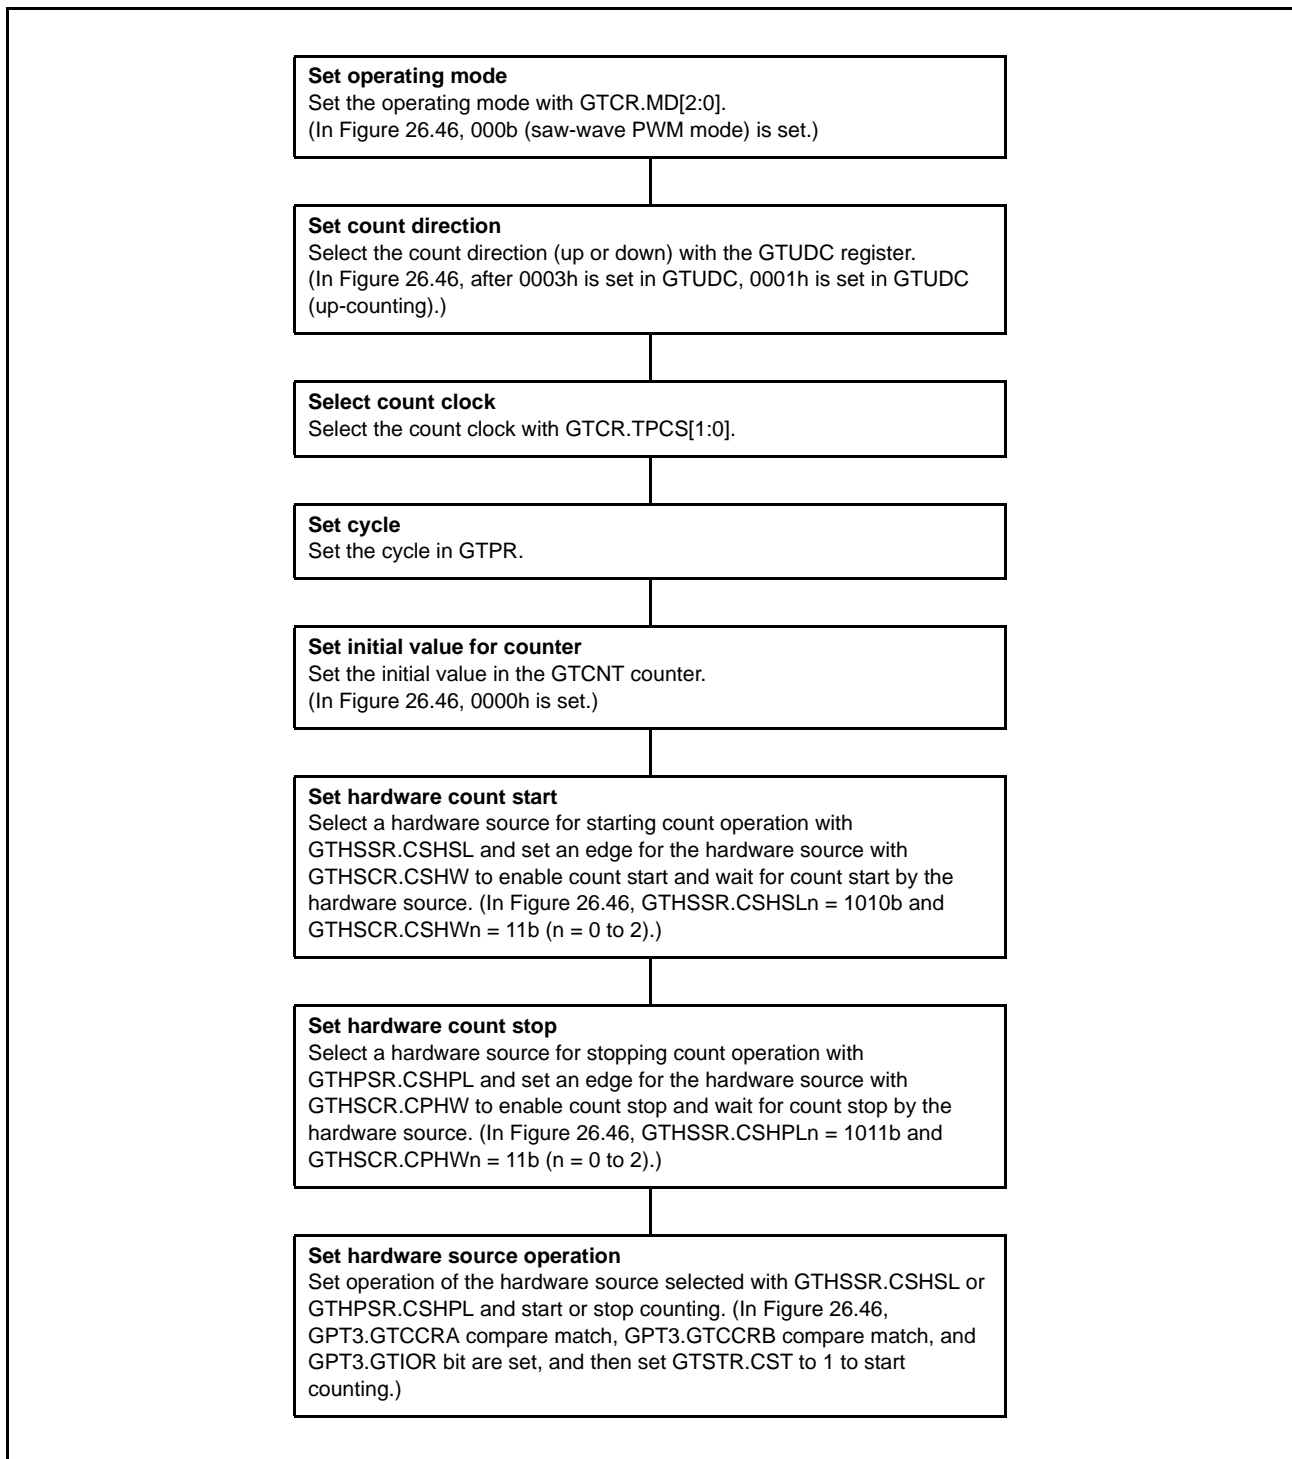 Set operating mode
Set the operating mode with GTCR.MD[2:0].
(In Figure 26.46, 000b (saw-wave PWM mode) is set.)
Set count direction
Select the count direction (up or down) with the GTUDC register.
(In Figure 26.46, after 0003h is set in GTUDC, 0001h is set in GTUDC
(up-counting).)
Select count clock
Select the count clock with GTCR.TPCS[1:0].
Set cycle
Set the cycle in GTPR.
Set initial value for counter
Set the initial value in the GTCNT counter.
(In Figure 26.46, 0000h is set.)
Set hardware count start
Select a hardware source for starting count operation with
GTHSSR.CSHSL and set an edge for the hardware source with
GTHSCR.CSHW to enable count start and wait for count start by the
hardware source. (In Figure 26.46, GTHSSR.CSHSLn = 1010b and
GTHSCR.CSHWn = 11b (n = 0 to 2).)
Set hardware count stop
Select a hardware source for stopping count operation with
GTHPSR.CSHPL and set an edge for the hardware source with
GTHSCR.CPHW to enable count stop and wait for count stop by the
hardware source. (In Figure 26.46, GTHSSR.CSHPLn = 1011b and
GTHSCR.CPHWn = 11b (n = 0 to 2).)
Set hardware source operation
Set operation of the hardware source selected with GTHSSR.CSHSL or
GTHPSR.CSHPL and start or stop counting. (In Figure 26.46,
GPT3.GTCCRA compare match, GPT3.GTCCRB compare match, and
GPT3.GTIOR bit are set, and then set GTSTR.CST to 1 to start
counting.)